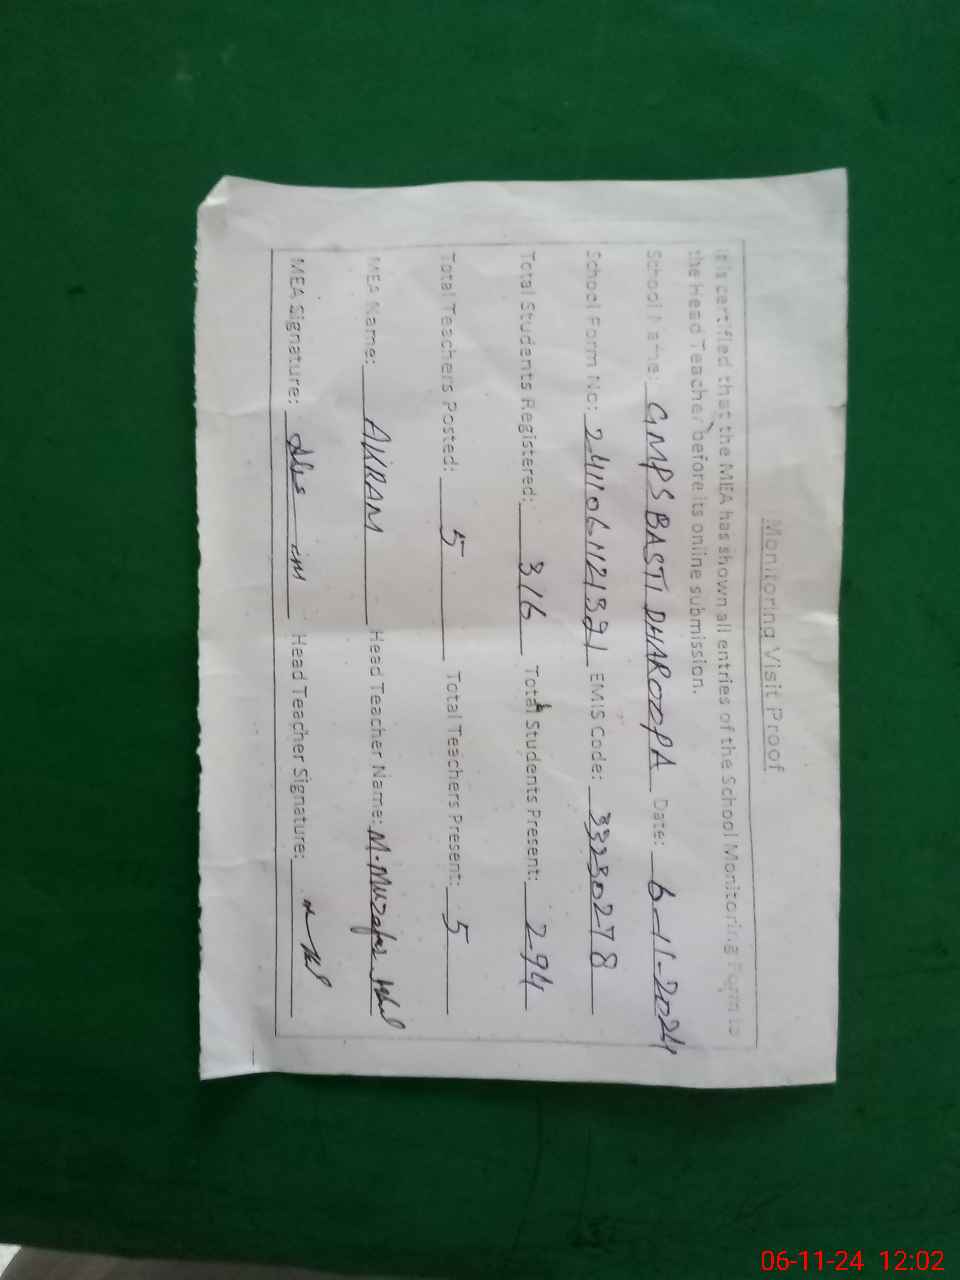 Monitoring Visit Proof
It is certified that the MEA has shown all entries of the School Monitoring Form to
the Head Teacher before its online submission.
School Name: GMPS BASTI DHAROOPA Date: 6-11-2024
School Form No: EMIS Code: 33230278
Total Students Registered: 316 Total Students Present: 294
Total Teachers Posted: 5 Total Teachers Present: 5
MEA Name: AKRAM Head Teacher Name: M.Muzafar
MEA Signature: Head Teacher Signature:
06-11-24 12:02